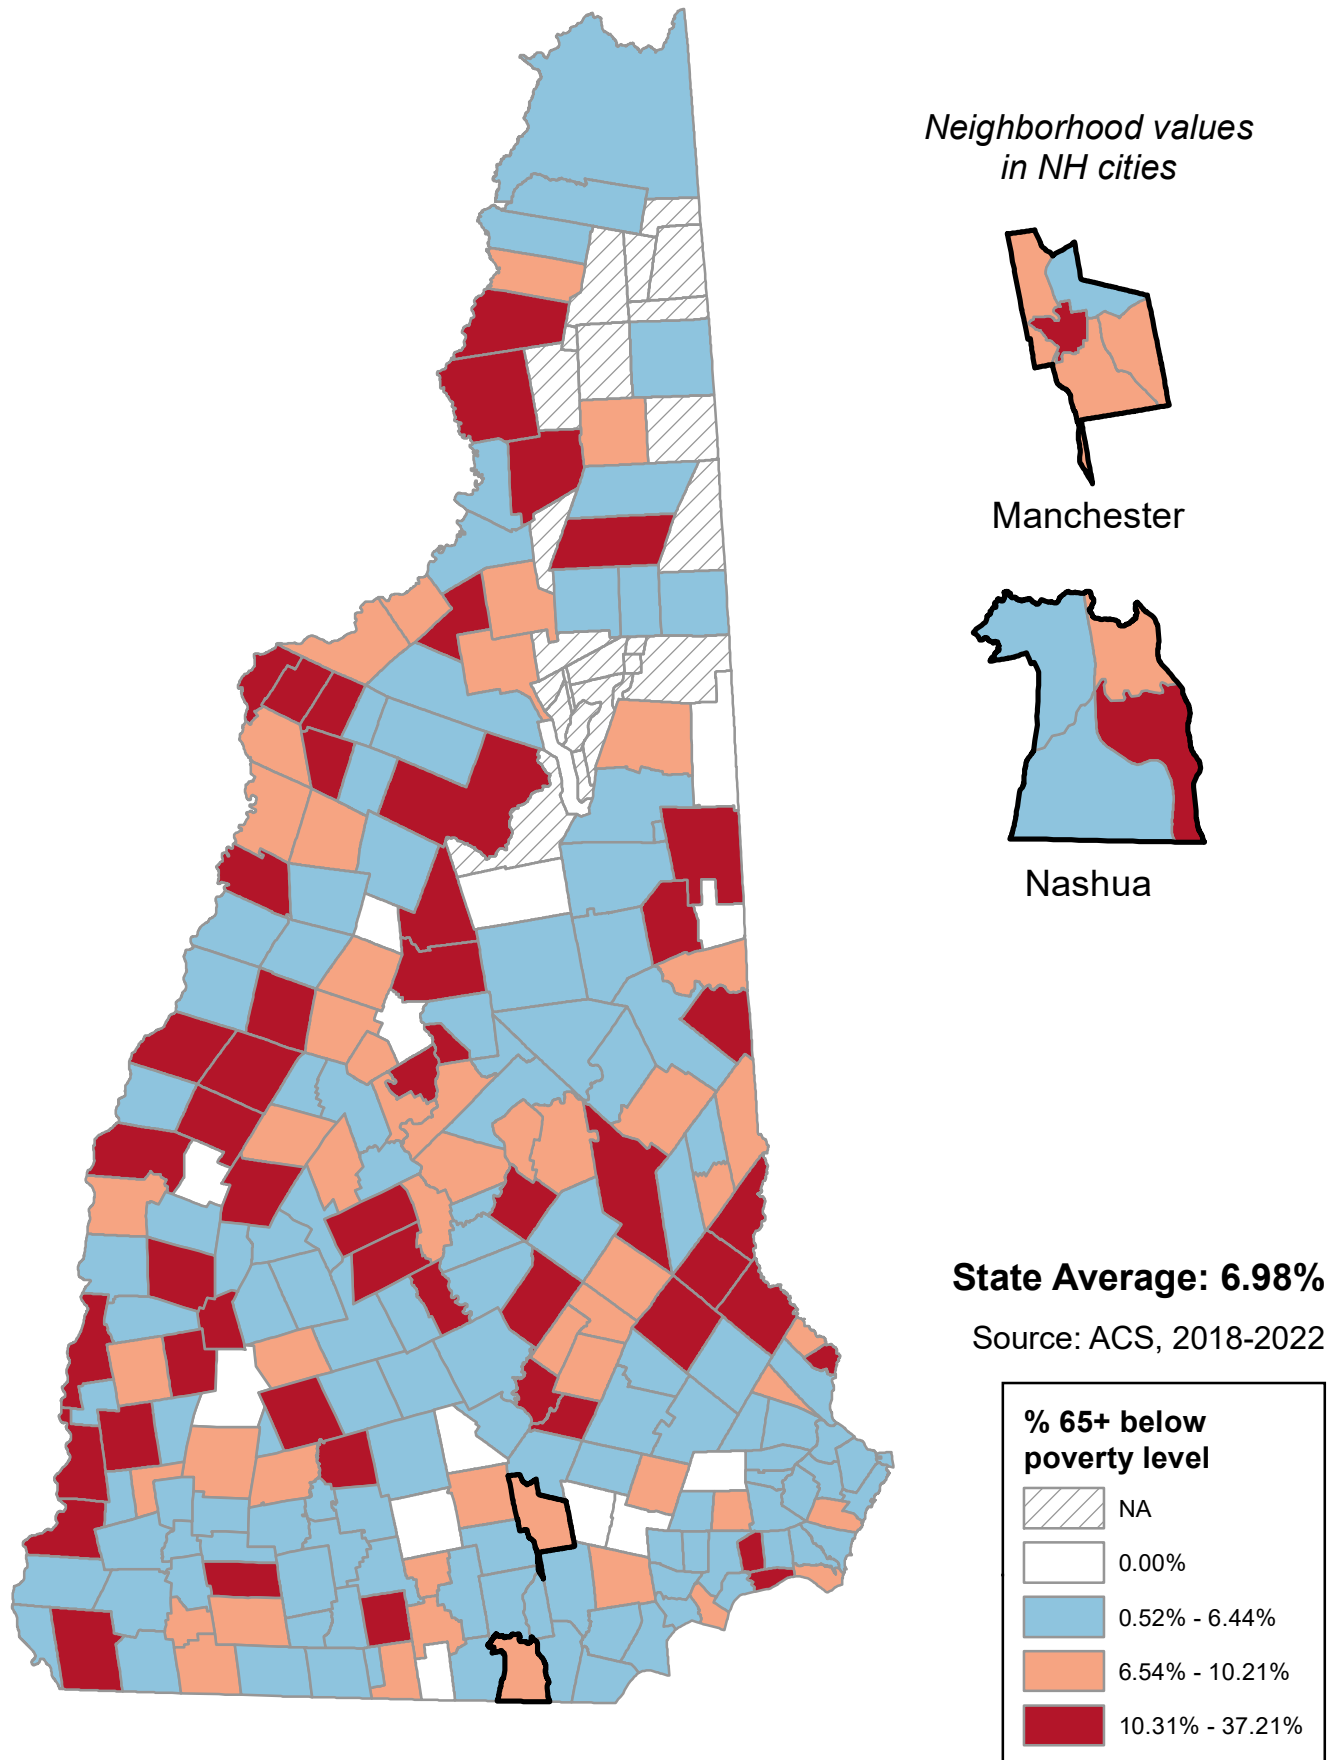 Neighborhood values
in NH cities
Manchester
Nashua
State Average: 6.98%
Source: ACS, 2018-2022
% 65+ below
poverty level
NA
0.00%
0.52% - 6.44%
6.54% - 10.21%
10.31% - 37.21%